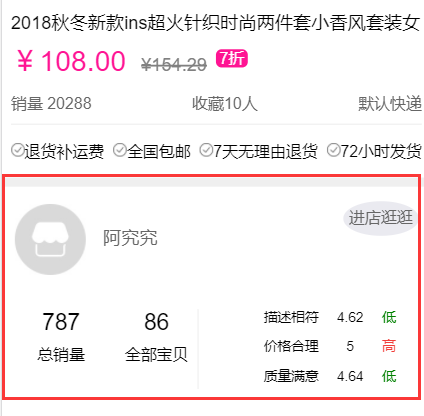 2018秋冬新款ins超火针织时尚两件套小香风套装女
￥108.00 ¥154.29 7折
销量 20288 收藏10人 默认快递
退货补运费 全国包邮 7天无理由退货 72小时发货
阿究究 进店逛逛
787 86
总销量 全部宝贝
描述相符 4.62 低
价格合理 5 高
质量满意 4.64 低